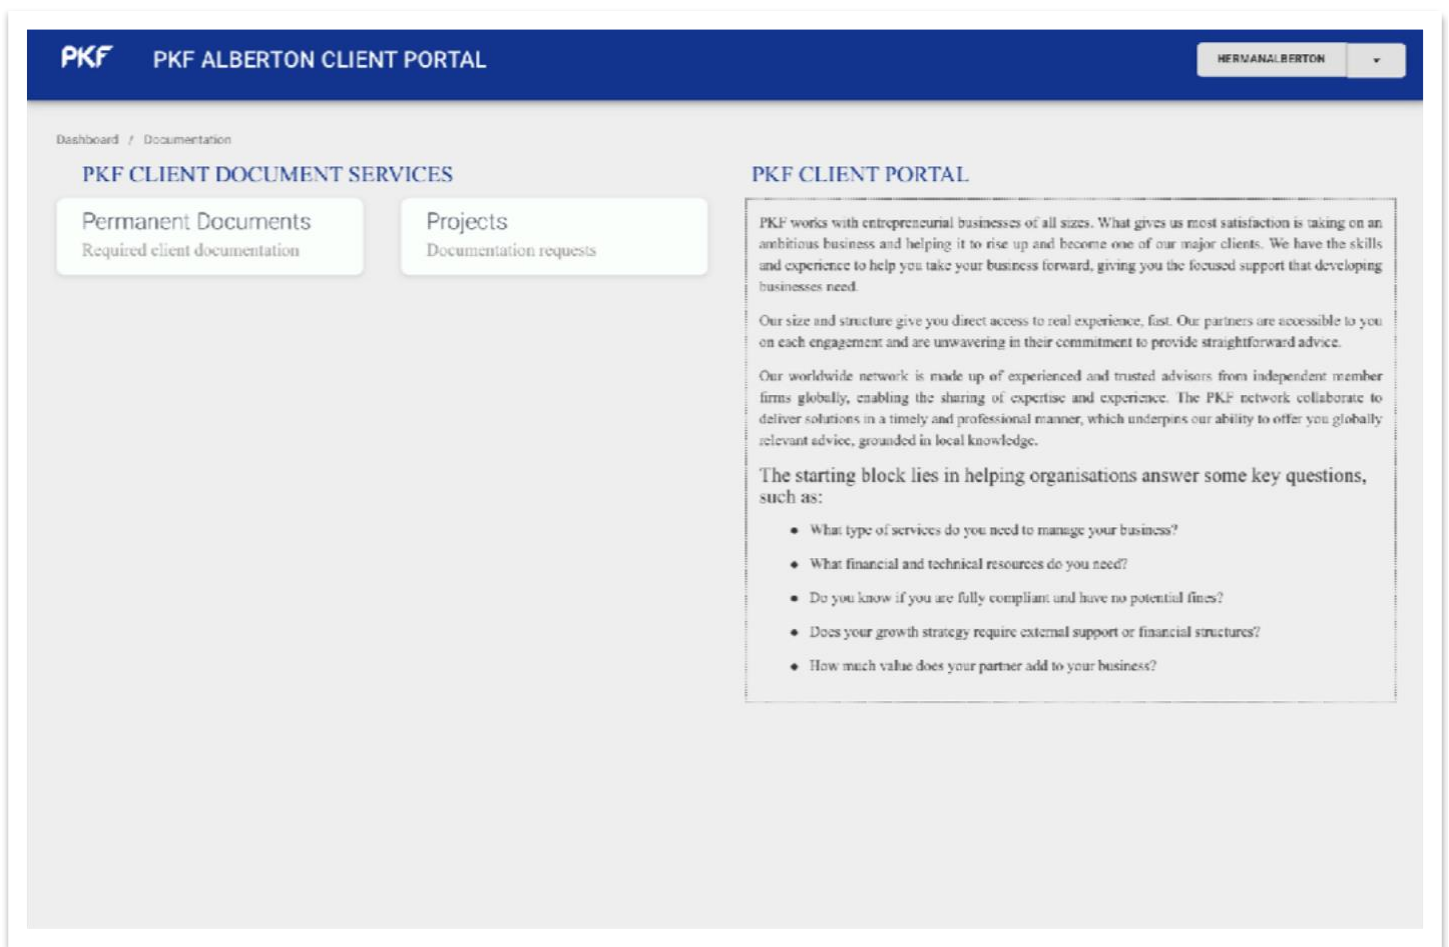 PKF PKF ALBERTON CLIENT PORTAL HERMANALBERTON
Dashboard / Documentation
PKF CLIENT DOCUMENT SERVICES
Permanent Documents
Required client documentation
Projects
Documentation requests
PKF CLIENT PORTAL
PKF works with entrepreneurial businesses of all sizes. What gives us most satisfaction is taking on an
ambitious business and helping it to rise up and become one of our major clients. We have the skills
and experience to help you take your business forward, giving you the focused support that developing
businesses need.
Our size and structure give you direct access to real experience, fast. Our partners are accessible to you
on each engagement and are unwavering in their commitment to provide straightforward advice.
Our worldwide network is made up of experienced and trusted advisors from independent member
firms globally, enabling the sharing of expertise and experience. The PKF network collaborate to
deliver solutions in a timely and professional manner, which underpins our ability to offer you globally
relevant advice, grounded in local knowledge.
The starting block lies in helping organisations answer some key questions,
such as:
• What type of services do you need to manage your business?
• What financial and technical resources do you need?
• Do you know if you are fully compliant and have no potential fines?
• Does your growth strategy require external support or financial structures?
• How much value does your partner add to your business?